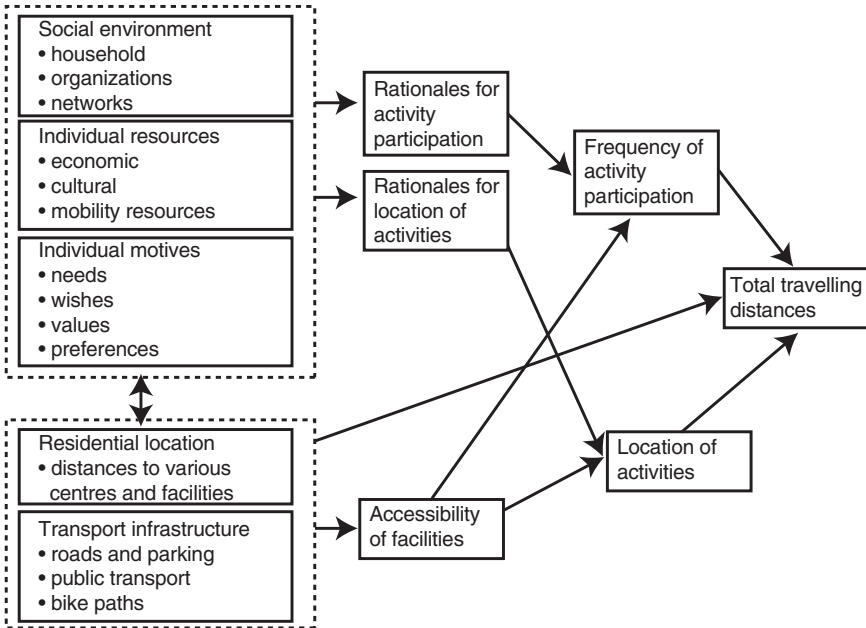 Social environment
• household
• organizations
• networks
Individual resources
• economic
• cultural
• mobility resources
Individual motives
• needs
• wishes
• values
• preferences
Residential location
• distances to various
centres and facilities
Transport infrastructure
• roads and parking
• public transport
• bike paths
Rationales for
activity
participation
Rationales for
location of
activities
Accessibility
of facilities
Frequency of
activity
participation
Location of
activities
Total travelling
distances